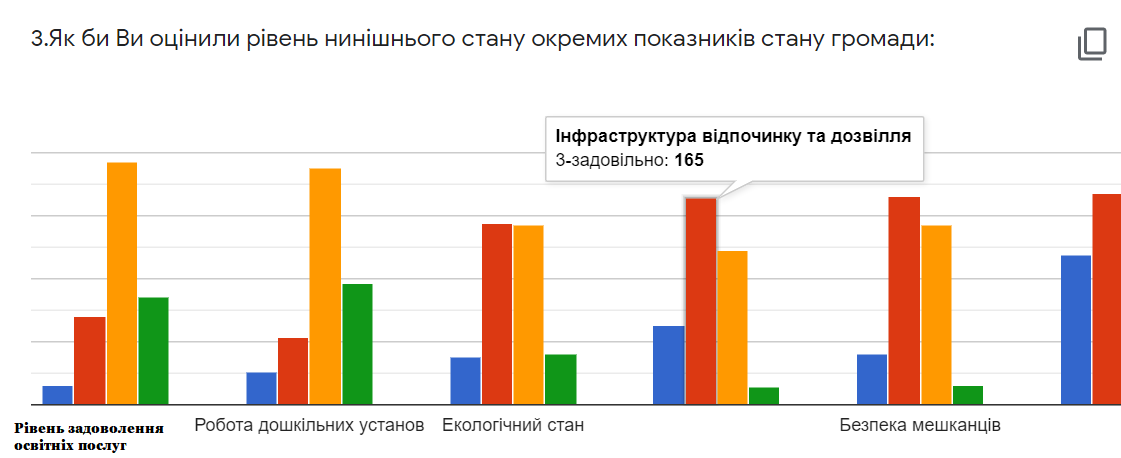 3.Як би Ви оцінили рівень нинішнього стану окремих показників стану громади:
Інфраструктура відпочинку та дозвілля
3-задовільно: 165
Рівень задоволення
освітніх послуг
Робота дошкільних установ
Екологічний стан
Безпека мешканців